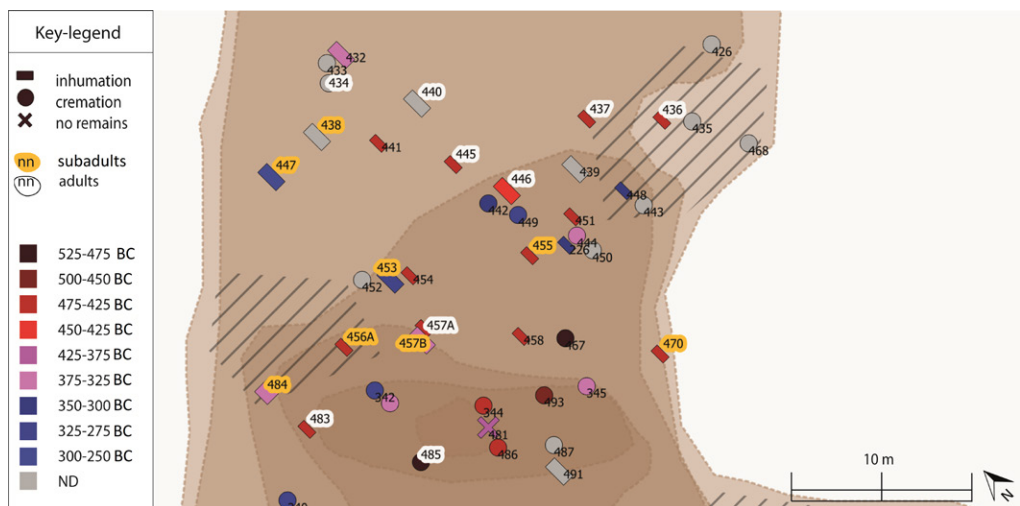 Key-legend
inhumation
cremation
no remains
nn subadults
nn adults
525-475 BC
500-450 BC
475-425 BC
450-425 BC
425-375 BC
375-325 BC
350-300 BC
325-275 BC
300-250 BC
ND
432
433
434
426
440
437
436
435
438
441
468
445
439
447
446
448
442
443
449
451
444
226
450
455
453
454
452
457A
456A
457B
458
467
470
484
342
345
493
344
483
481
485
486
487
491
10 m
N